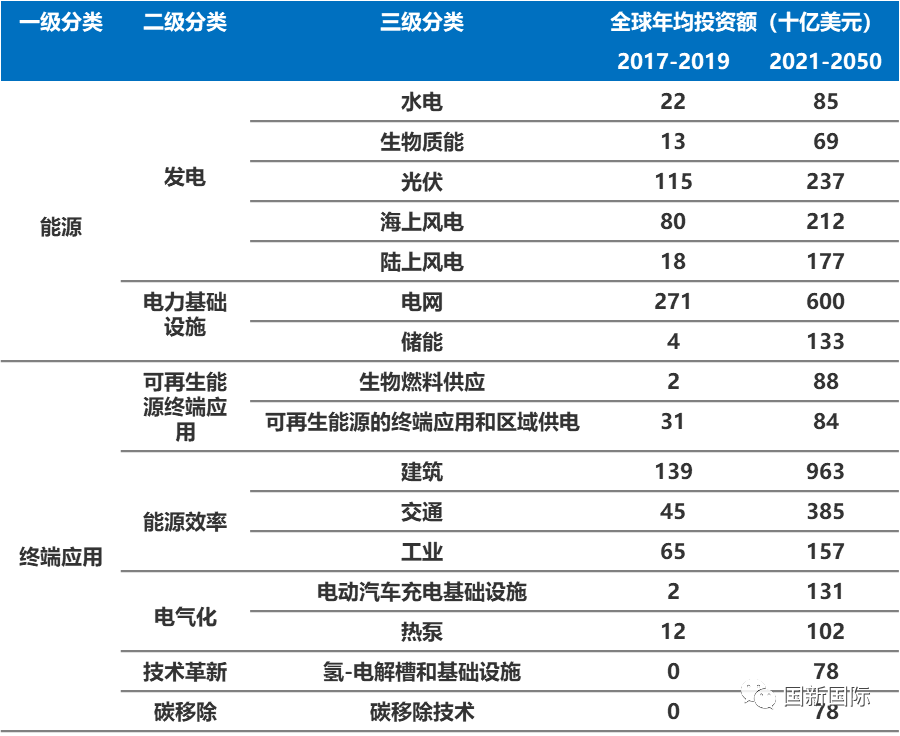 一级分类 二级分类 三级分类 全球年均投资额（十亿美元）
2017-2019 2021-2050
能源
发电
水电 22 85
生物质能 13 69
光伏 115 237
海上风电 80 212
陆上风电 18 177
电力基础
设施
电网 271 600
储能 4 133
终端应用
可再生能
源终端应
用
生物燃料供应 2 88
可再生能源的终端应用和区域供电 31 84
能源效率
建筑 139 963
交通 45 385
工业 65 157
电气化
电动汽车充电基础设施 2 131
热泵 12 102
技术革新 氢-电解槽和基础设施 0 78
碳移除 碳移除技术 0 78
国新国际